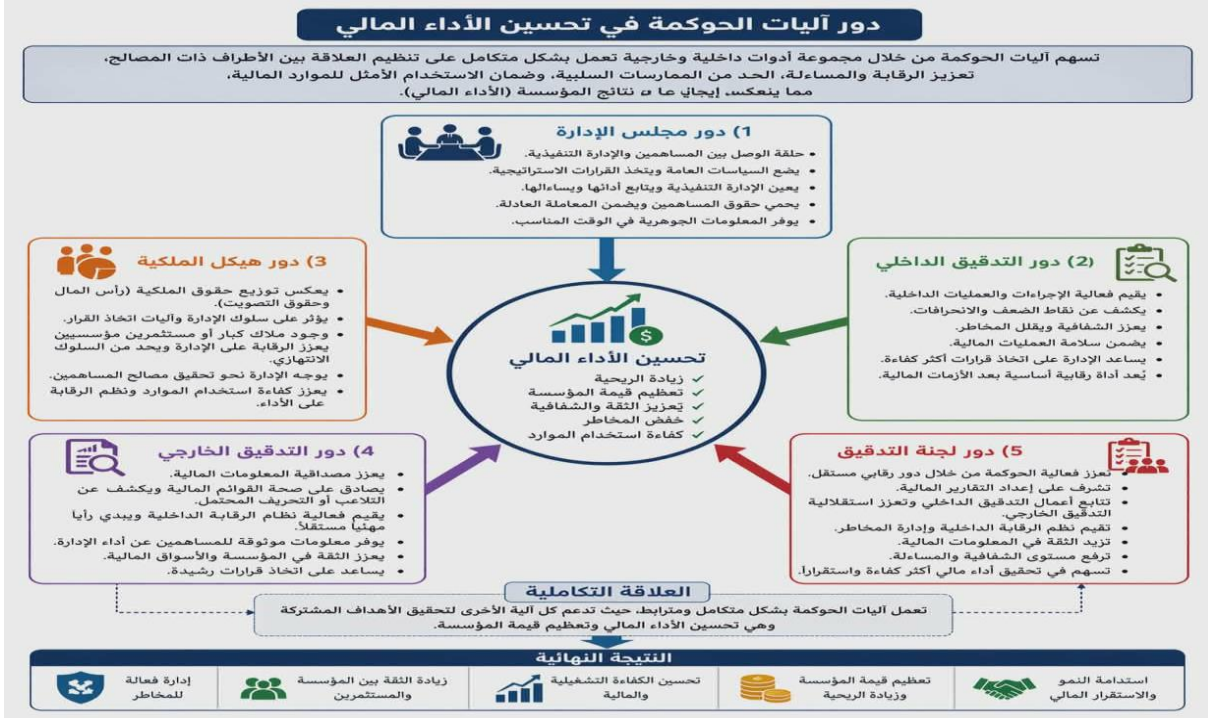 دور آليات الحوكمة في تحسين الأداء المالي
تسهم آليات الحوكمة من خلال مجموعة أدوات داخلية وخارجية تعمل بشكل متكامل على تنظيم العلاقة بين الأطراف ذات المصالح،
تعزيز الرقابة والمساءلة، الحد من الممارسات السلبية، وضمان الاستخدام الأمثل للموارد المالية،
مما ينعكس نتائج المؤسسة (الأداء المالي).
1) دور مجلس الإدارة
• حلقة الوصل بين المساهمين والإدارة التنفيذية.
• يضع السياسات العامة ويتخذ القرارات الاستراتيجية.
• يعين الإدارة التنفيذية ويتابع أدائها ويساءالها.
• يحمي حقوق المساهمين ويضمن المعاملة العادلة.
• يوفر المعلومات الجوهرية في الوقت المناسب.
(2) دور التدقيق الداخلي
• يقيم فعالية الإجراءات والعمليات الداخلية.
• يكشف عن نقاط الضعف والانحرافات.
• يعزز الشفافية ويقلل المخاطر.
• يضمن سلامة العمليات المالية.
• يساعد الإدارة على اتخاذ قرارات أكثر كفاءة.
• يُعد أداة رقابية أساسية بعد الأزمات المالية.
3) دور هيكل الملكية
• يعكس توزيع حقوق الملكية (رأس المال
وحقوق التصويت).
• يؤثر على سلوك الإدارة وآليات اتخاذ القرار.
• وجود ملاك كبار أو مستثمرين مؤسسيين
يعزز الرقابة على الإدارة ويحد من السلوك
الانتهازي.
• يوجه الإدارة نحو تحقيق مصالح المساهمين.
• يعزز كفاءة استخدام الموارد ونظم الرقابة
على الأداء.
$
تحسين الأداء المالي
✓ زيادة الربحية
✓ تعظيم قيمة المؤسسة
✓ تعزيز الثقة والشفافية
✓ خفض المخاطر
✓ كفاءة استخدام الموارد
4) دور التدقيق الخارجي
• يعزز مصداقية المعلومات المالية.
• يصادق على صحة القوائم المالية ويكشف عن
التلاعب أو التحريف المحتمل.
• يقيم فعالية نظام الرقابة الداخلية ويبدي رأياً
مهنياً مستقلاً.
• يوفر معلومات موثوقة للمساهمين عن أداء الإدارة.
• يعزز الثقة في المؤسسة والأسواق المالية.
• يساعد على اتخاذ قرارات رشيدة.
5) دور لجنة التدقيق
• تعزز فعالية الحوكمة من خلال دور رقابي مستقل.
• تشرف على إعداد التقارير المالية.
• تتابع أعمال التدقيق الداخلي وتعزز استقلالية
التدقيق الخارجي.
• تقيم نظم الرقابة الداخلية وإدارة المخاطر.
• تزيد الثقة في المعلومات المالية.
• ترفع مستوى الشفافية والمساءلة.
• تسهم في تحقيق أداء مالي أكثر كفاءة واستقراراً.
العلاقة التكاملية
تعمل آليات الحوكمة بشكل متكامل ومترابط، حيث تدعم كل آلية الأخرى لتحقيق الأهداف المشتركة
وهي تحسين الأداء المالي وتعظيم قيمة المؤسسة.
النتيجة النهائية
استدامة النمو
والاستقرار المالي
تعظيم قيمة المؤسسة
وزيادة الربحية
تحسين الكفاءة التشغيلية
والمالية
زيادة الثقة بين المؤسسة
والمستثمرين
إدارة فعالة
للمخاطر